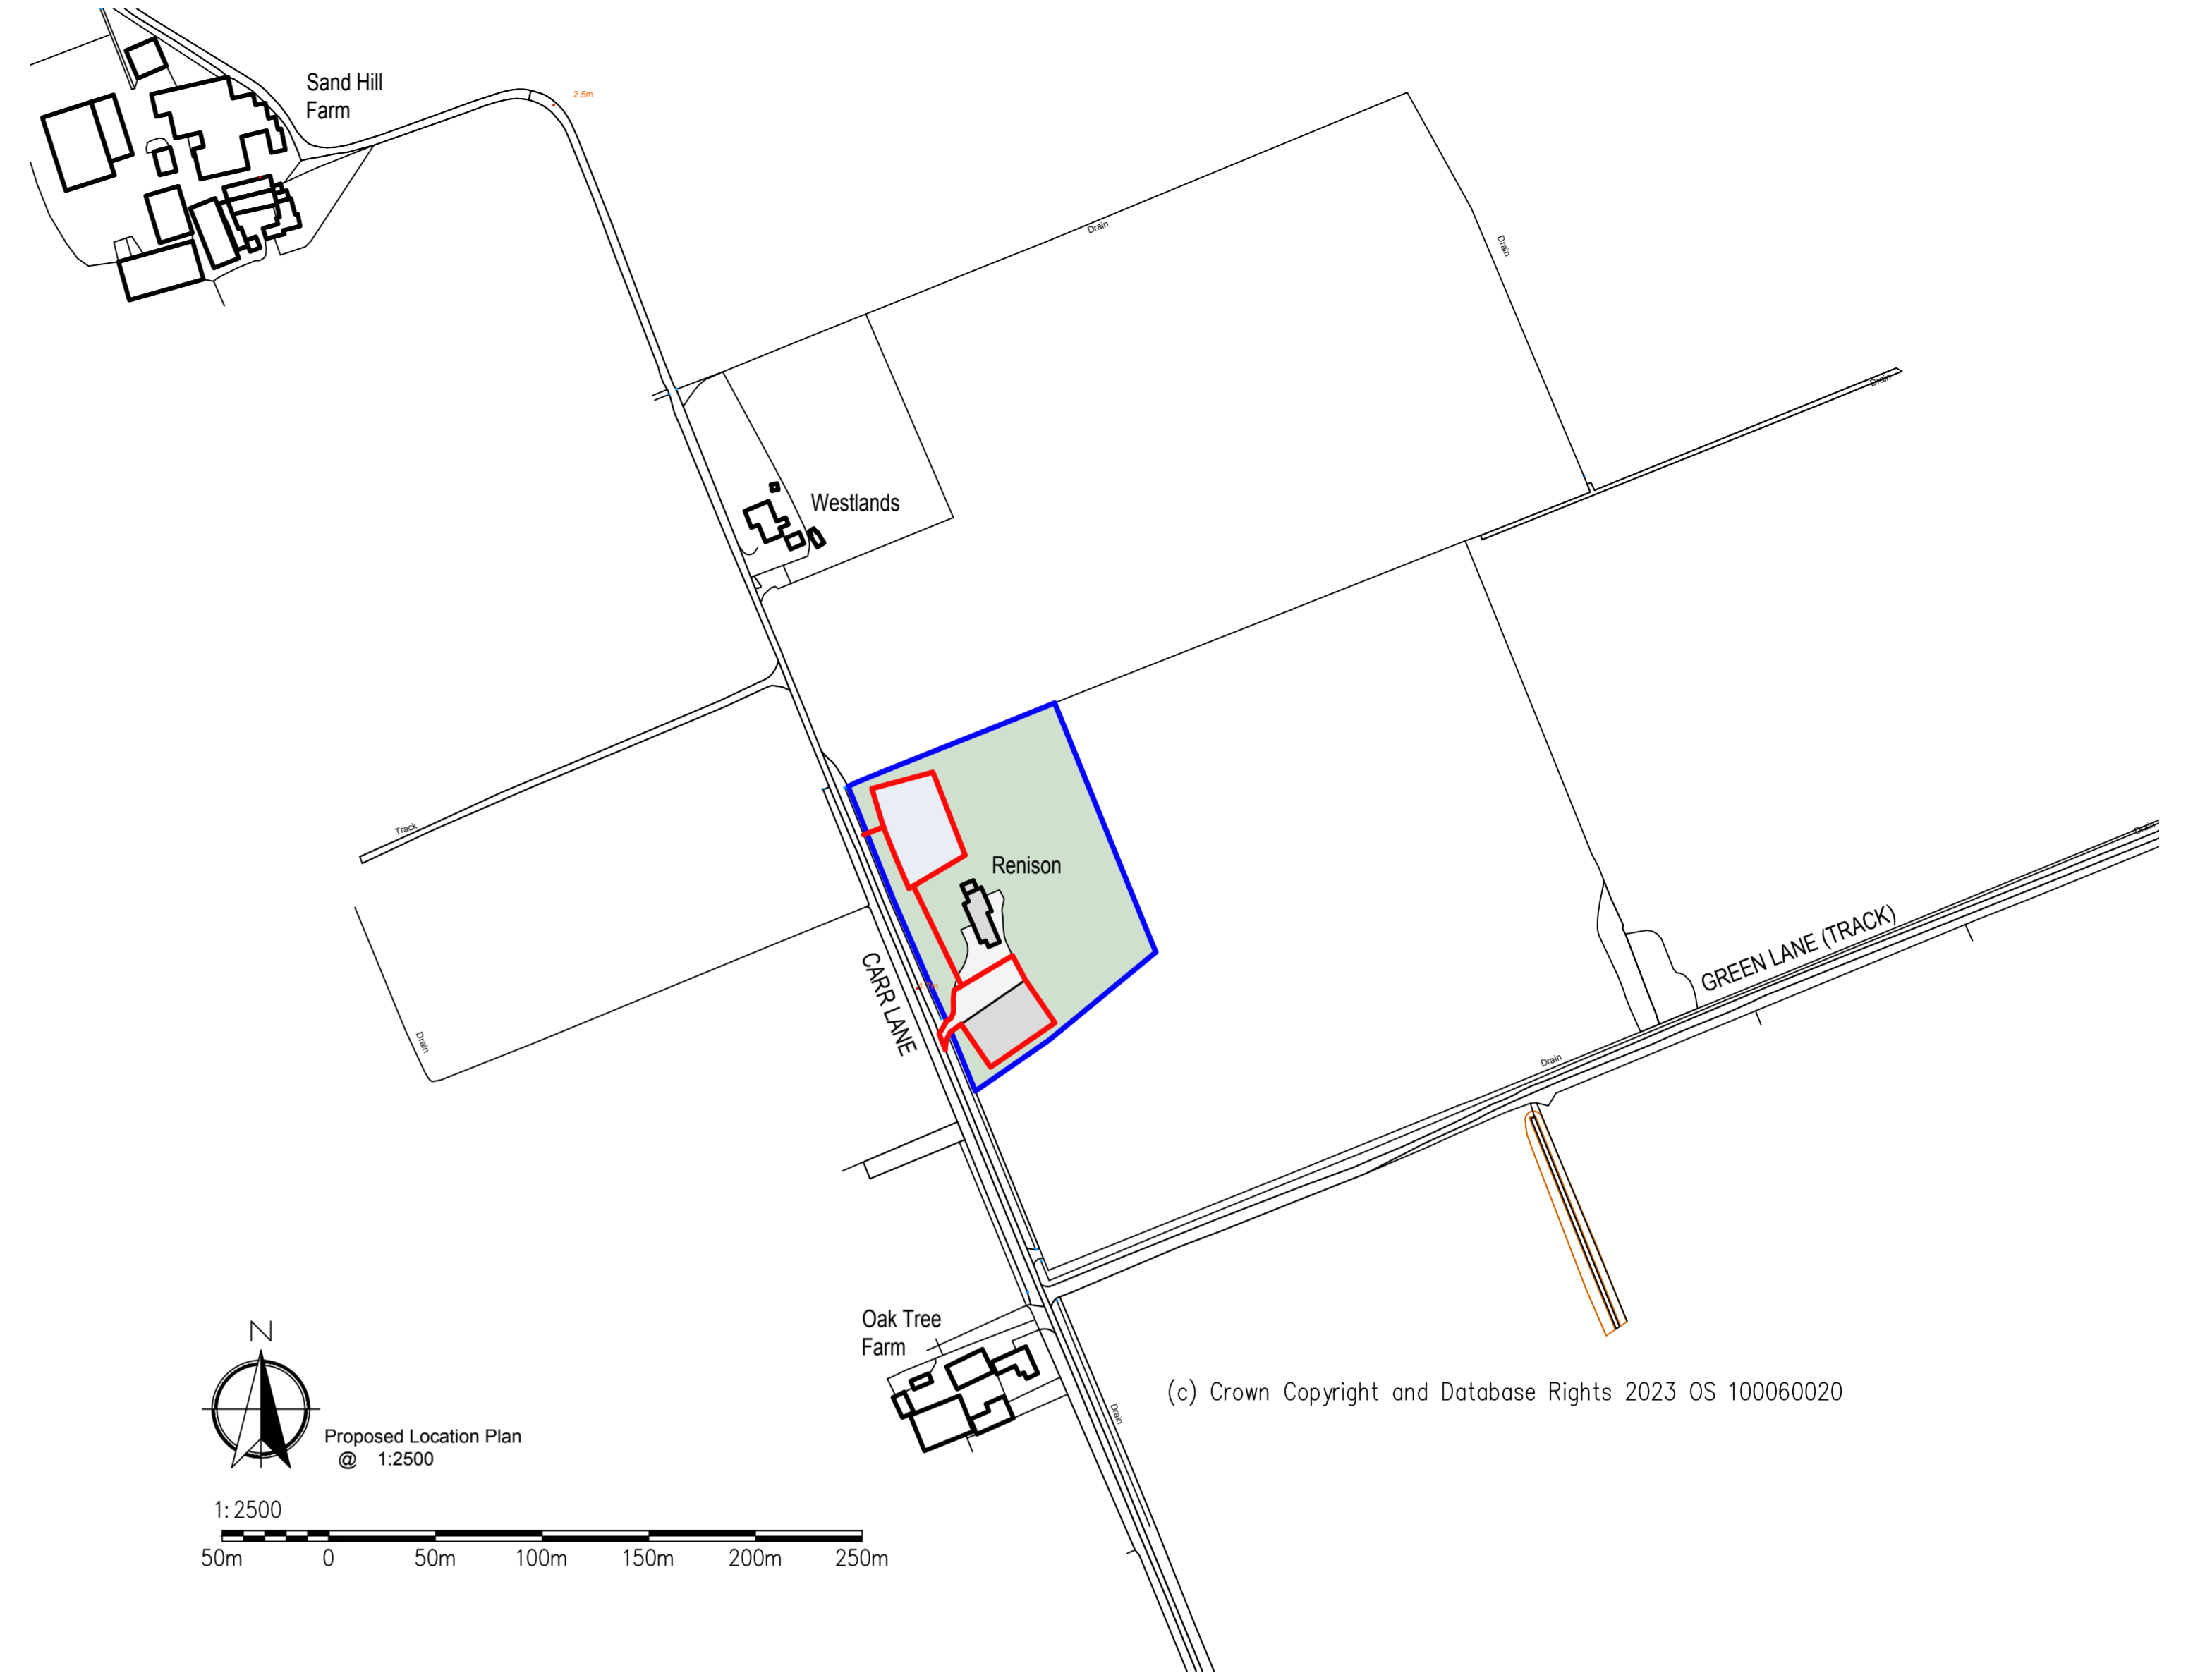 Sand Hill
Farm
2.5m
Drain
Drain
Drain
Westlands
Track
Renison
Drain
GREEN LANE (TRACK)
CARR LANE
Drain
Drain
Oak Tree
Farm
(c) Crown Copyright and Database Rights 2023 OS 100060020
Drain
N
Proposed Location Plan
@ 1:2500
1:2500
50m 0 50m 100m 150m 200m 250m